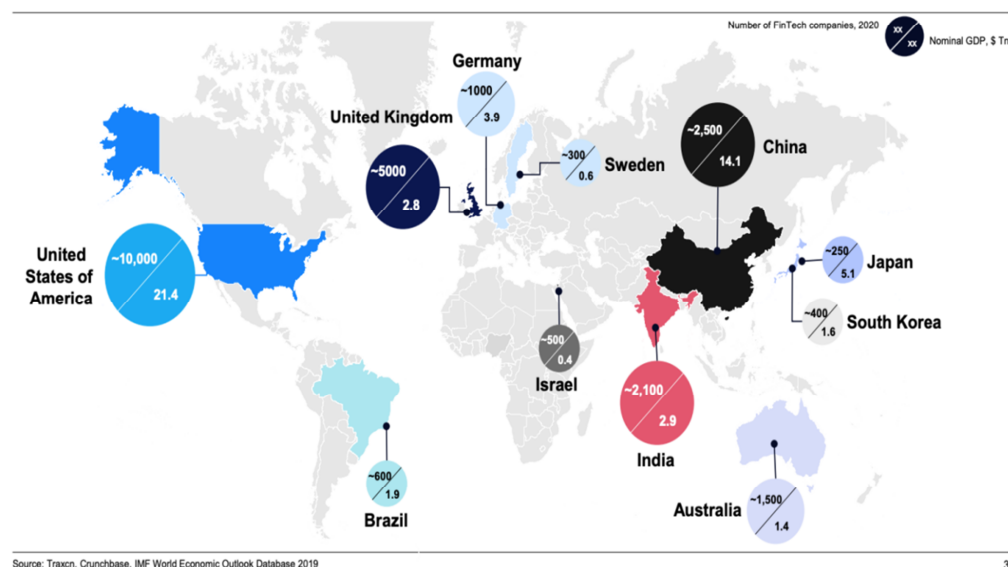 Number of FinTech companies, 2020
xx
xx
Nominal GDP, $ Tn
Germany
~1000
3.9
United Kingdom
~5000
2.8
~300
0.6
Sweden
~2,500
14.1
China
United
States of
America
~10,000
21.4
~250
5.1
Japan
~400
1.6
South Korea
~500
0.4
Israel
~2,100
2.9
India
~600
1.9
Brazil
Australia
~1,500
1.4
Source: Traxcn, Crunchbase, IMF World Economic Outlook Database 2019